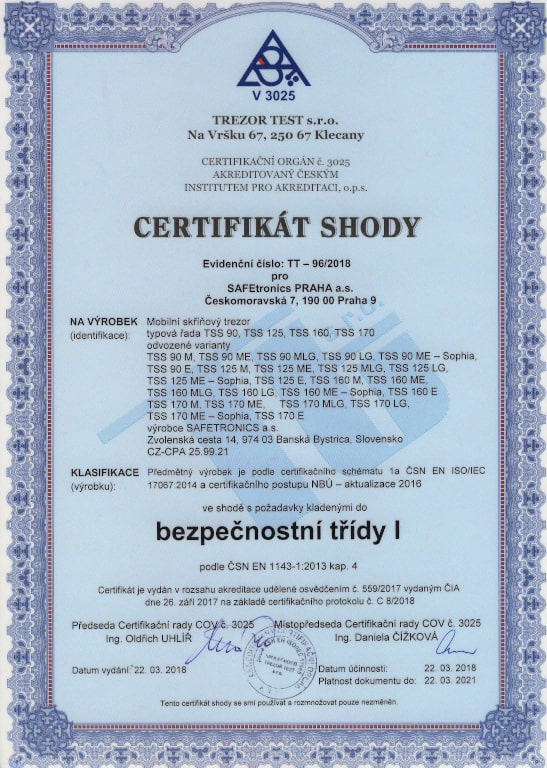 V 3025
TREZOR TEST s.r.o.
Na Vršku 67, 250 67 Klecany
CERTIFIKAČNÍ ORGÁN č. 3025
AKREDITOVANÝ ČESKÝM
INSTITUTEM PRO AKREDITACI, o.p.s.
CERTIFIKÁT SHODY
Evidenční číslo: TT – 96/2018
pro
SAFEtronics PRAHA a.s.
Českomoravská 7, 190 00 Praha 9
NA VÝROBEK Mobilní skříňový trezor
(identifikace): typová řada TSS 90, TSS 125, TSS 160, TSS 170
odvozené varianty
TSS 90 M, TSS 90 ME, TSS 90 MLG, TSS 90 LG, TSS 90 ME – Sophia,
TSS 90 E, TSS 125 M, TSS 125 ME, TSS 125 MLG, TSS 125 LG,
TSS 125 ME – Sophia, TSS 125 E, TSS 160 M, TSS 160 ME,
TSS 160 MLG, TSS 160 LG, TSS 160 ME – Sophia, TSS 160 E
TSS 170 M, TSS 170 ME, TSS 170 MLG, TSS 170 LG,
TSS 170 ME – Sophia, TSS 170 E
výrobce SAFETRONICS a.s.
Zvolenská cesta 14, 974 03 Banská Bystrica, Slovensko
CZ-CPA 25.99.21
KLASIFIKACE Předmětný výrobek je podle certifikačního schématu 1a ČSN EN ISO/IEC
(výrobku): 17067:2014 a certifikačního postupu NBÚ – aktualizace 2016
ve shodě s požadavky kladenými do
bezpečnostní třídy I
podle ČSN EN 1143-1:2013 kap. 4
Certifikát je vydán v rozsahu akreditace udělené osvědčením č. 559/2017 vydaným ČIA
dne 26. září 2017 na základě certifikačního protokolu č. C 8/2018
Předseda Certifikační rady COV č. 3025 Místopředseda Certifikační rady COV č. 3025
Ing. Oldřich UHLÍŘ Ing. Daniela ČÍŽKOVÁ
Datum vydání: 22. 03. 2018 Datum účinnosti: 22. 03. 2018
Platnost dokumentu do: 22. 03. 2021
Tento certifikát shody se smí používat a rozmnožovat pouze nezměněn.